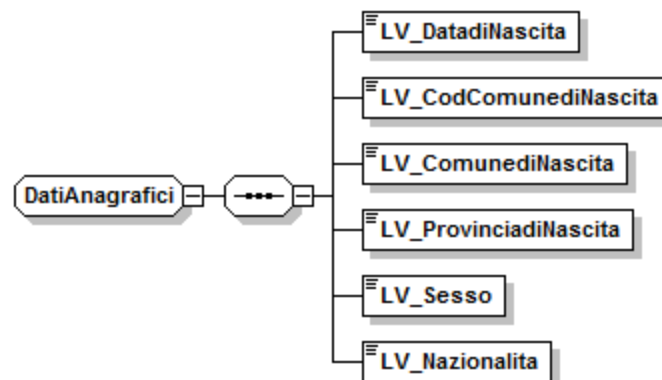 LV_DatadiNascita
LV_CodComunediNascita
LV_ComunediNascita
DatiAnagrafici
LV_ProvinciadiNascita
LV_Sesso
LV_Nazionalita